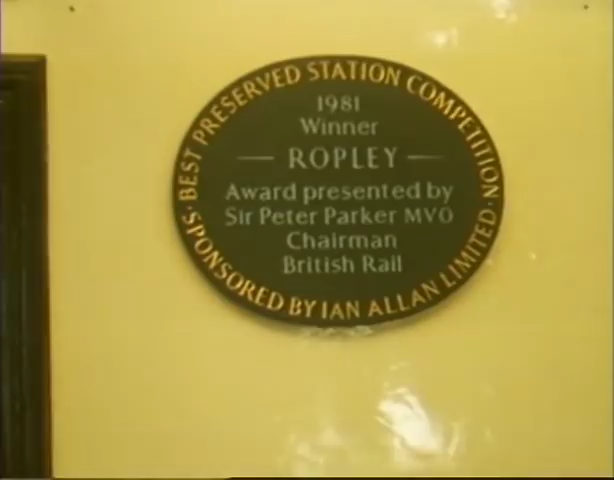 · BEST PRESERVED STATION COMPETITION ·
1981
Winner
— ROPLEY —
Award presented by
Sir Peter Parker MVO
Chairman
British Rail
SPONSORED BY IAN ALLAN LIMITED